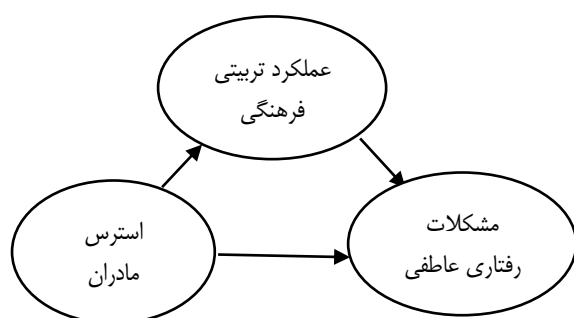 عملکرد تربیتی
فرهنگی
مشکلات
رفتاری عاطفی
استرس
مادران